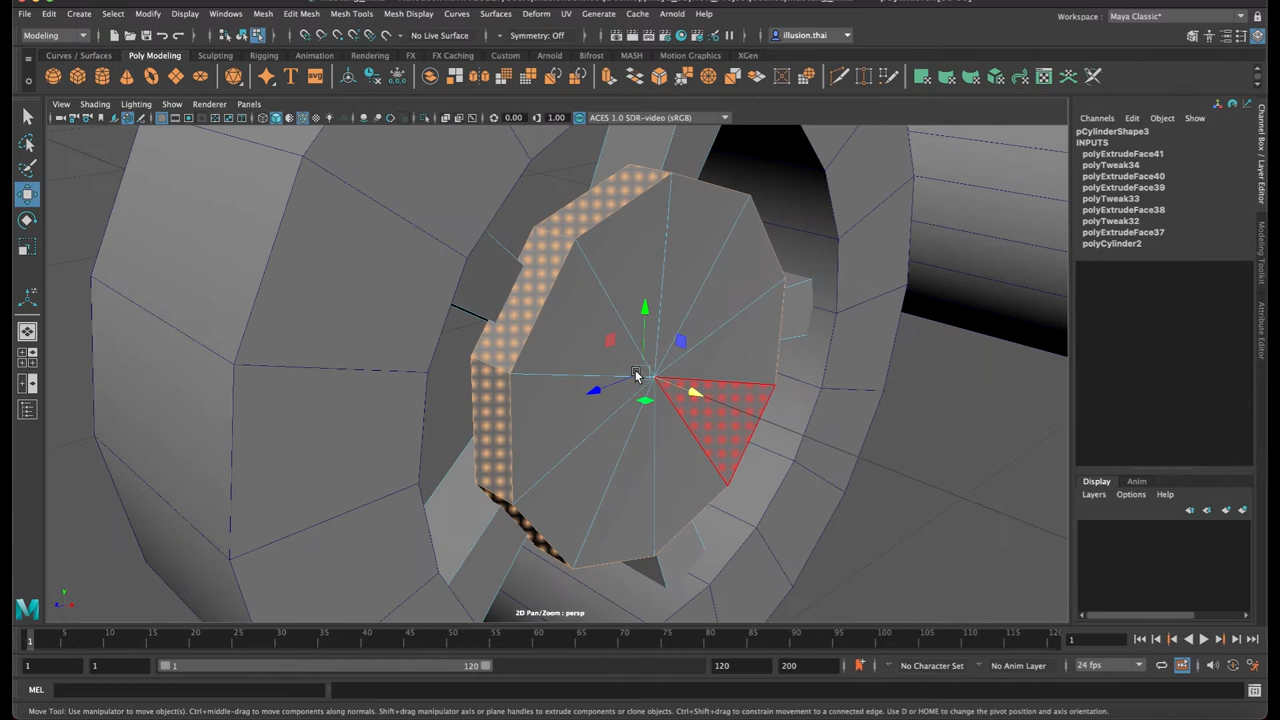 File Edit Create Select Modify Display Windows Mesh Edit Mesh Mesh Tools Mesh Display Curves Surfaces Deform UV Generate Cache Arnold Help
Workspace : Maya Classic*
Modeling No Live Surface Symmetry: Off illusion.thai
Curves / Surfaces Poly Modeling Sculpting Rigging Animation Rendering FX FX Caching Custom Arnold Bifrost MASH Motion Graphics XGen
View Shading Lighting Show Renderer Panels
0.00 1.00 ACES 1.0 SDR-video (sRGB)
Channels Edit Object Show
pCylinderShape3
INPUTS
polyExtrudeFace41
polyTweak34
polyExtrudeFace40
polyExtrudeFace39
polyTweak33
polyExtrudeFace38
polyTweak32
polyExtrudeFace37
polyCylinder2
Channel Box / Layer Editor
Modeling Toolkit
Attribute Editor
Display Anim
Layers Options Help
2D Pan/Zoom : persp
1 5 10 15 20 25 30 35 40 45 50 55 60 65 70 75 80 85 90 95 100 105 110 115 120 1
1 1 1 120 120 200 No Character Set No Anim Layer 24 fps
MEL
Move Tool: Use manipulator to move object(s). Ctrl+middle-drag to move components along normals. Shift+drag manipulator axis or plane handles to extrude components or clone objects. Ctrl+Shift+drag to constrain movement to a connected edge. Use D or HOME to change the pivot position and axis orientation.